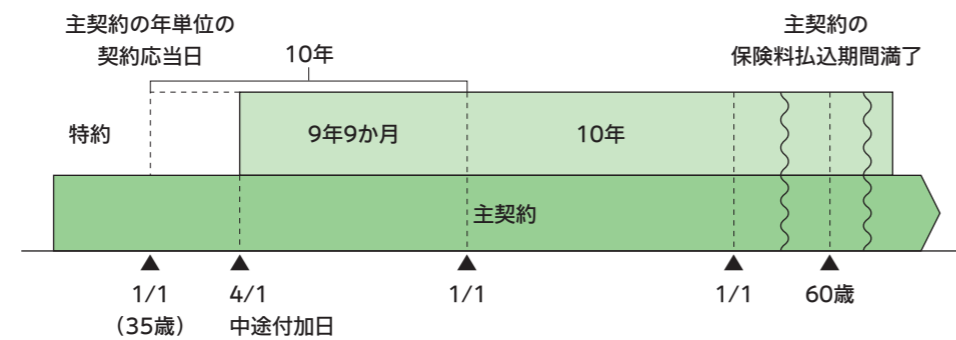 主契約の年単位の
契約応当日
10年
主契約の
保険料払込期間満了
特約
9年9か月
10年
主契約
1/1
(35歳)
4/1
中途付加日
1/1
1/1
60歳